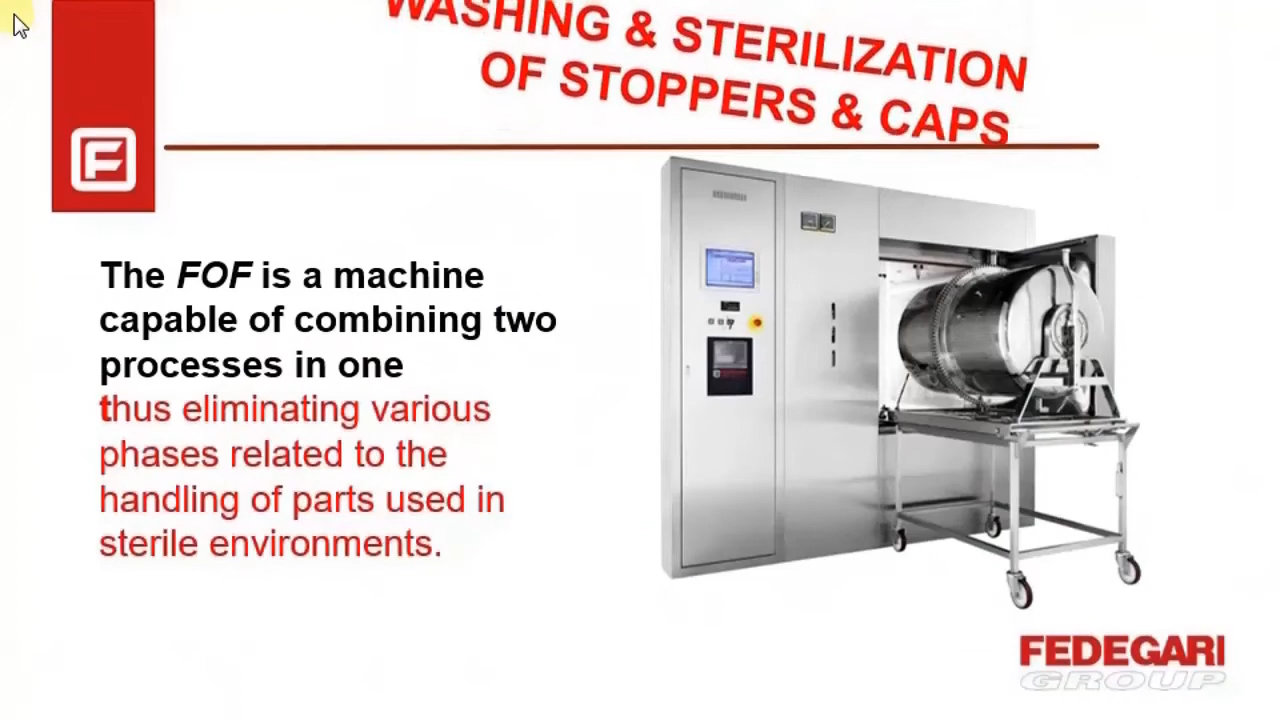 WASHING & STERILIZATION
OF STOPPERS & CAPS
The FOF is a machine
capable of combining two
processes in one
thus eliminating various
phases related to the
handling of parts used in
sterile environments.
FEDEGARI
GROUP